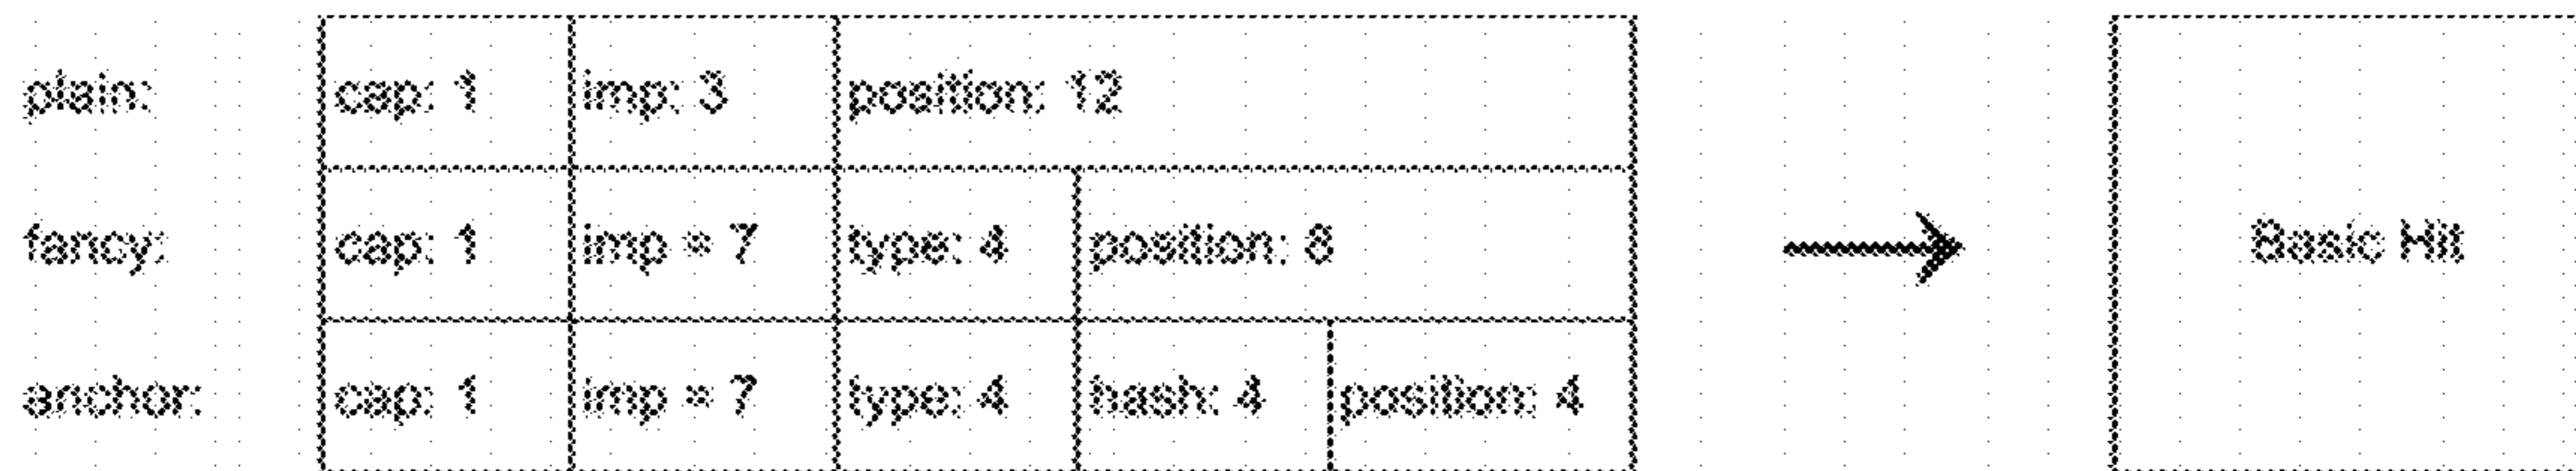 plain: cap: 1 imp: 3 position: 12
fancy: cap: 1 imp = 7 type: 4 position: 8 Basic Hit
anchor: cap: 1 imp = 7 type: 4 hash: 4 position: 4